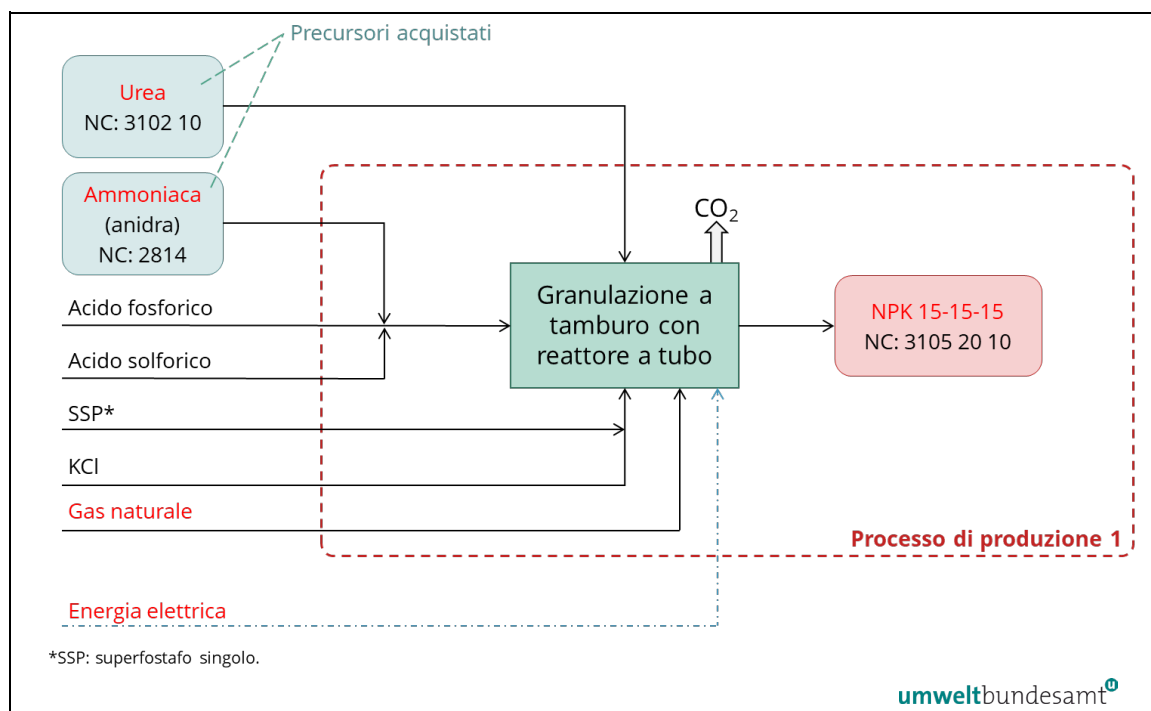 Precursori acquistati
Urea
NC: 3102 10
Ammoniaca
(anidra)
NC: 2814
CO₂
Acido fosforico
Acido solforico
SSP*
KCl
Gas naturale
Granulazione a
tamburo con
reattore a tubo
NPK 15-15-15
NC: 3105 20 10
Processo di produzione 1
Energia elettrica
*SSP: superfostafo singolo.
umweltbundesamtᵘ